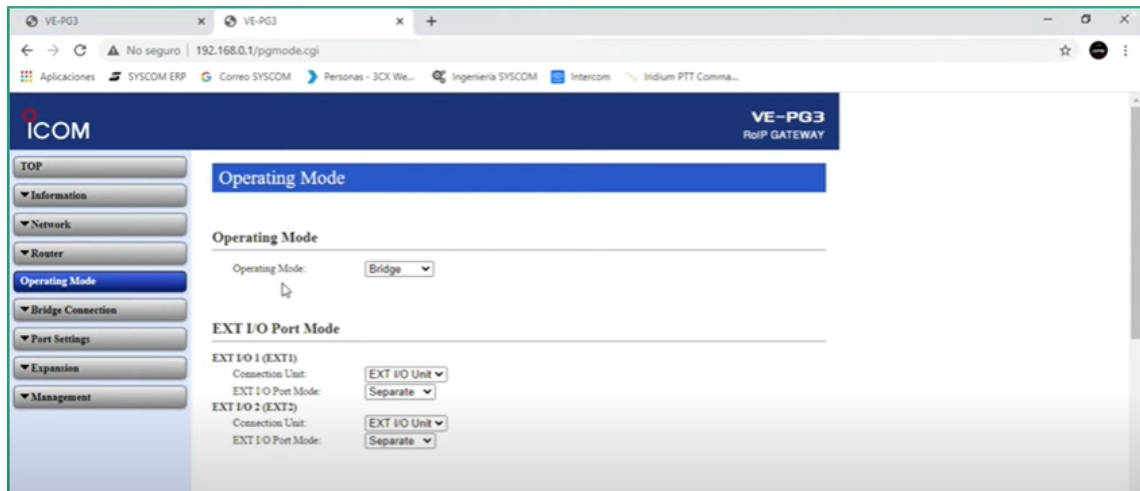 VE-PG3 VE-PG3
No seguro 192.168.0.1/pgmode.cgi
Aplicaciones SYSCOM ERP Correo SYSCOM Personas - 3CX We... Ingeniería SYSCOM Intercom Iridium PTT Comma...
ICOM
VE-PG3
RoIP GATEWAY
TOP
Information
Network
Router
Operating Mode
Bridge Connection
Port Settings
Expansion
Management
Operating Mode
Operating Mode
Operating Mode: Bridge
EXT I/O Port Mode
EXT I/O 1 (EXT1)
Connection Unit: EXT I/O Unit
EXT I/O Port Mode: Separate
EXT I/O 2 (EXT2)
Connection Unit: EXT I/O Unit
EXT I/O Port Mode: Separate